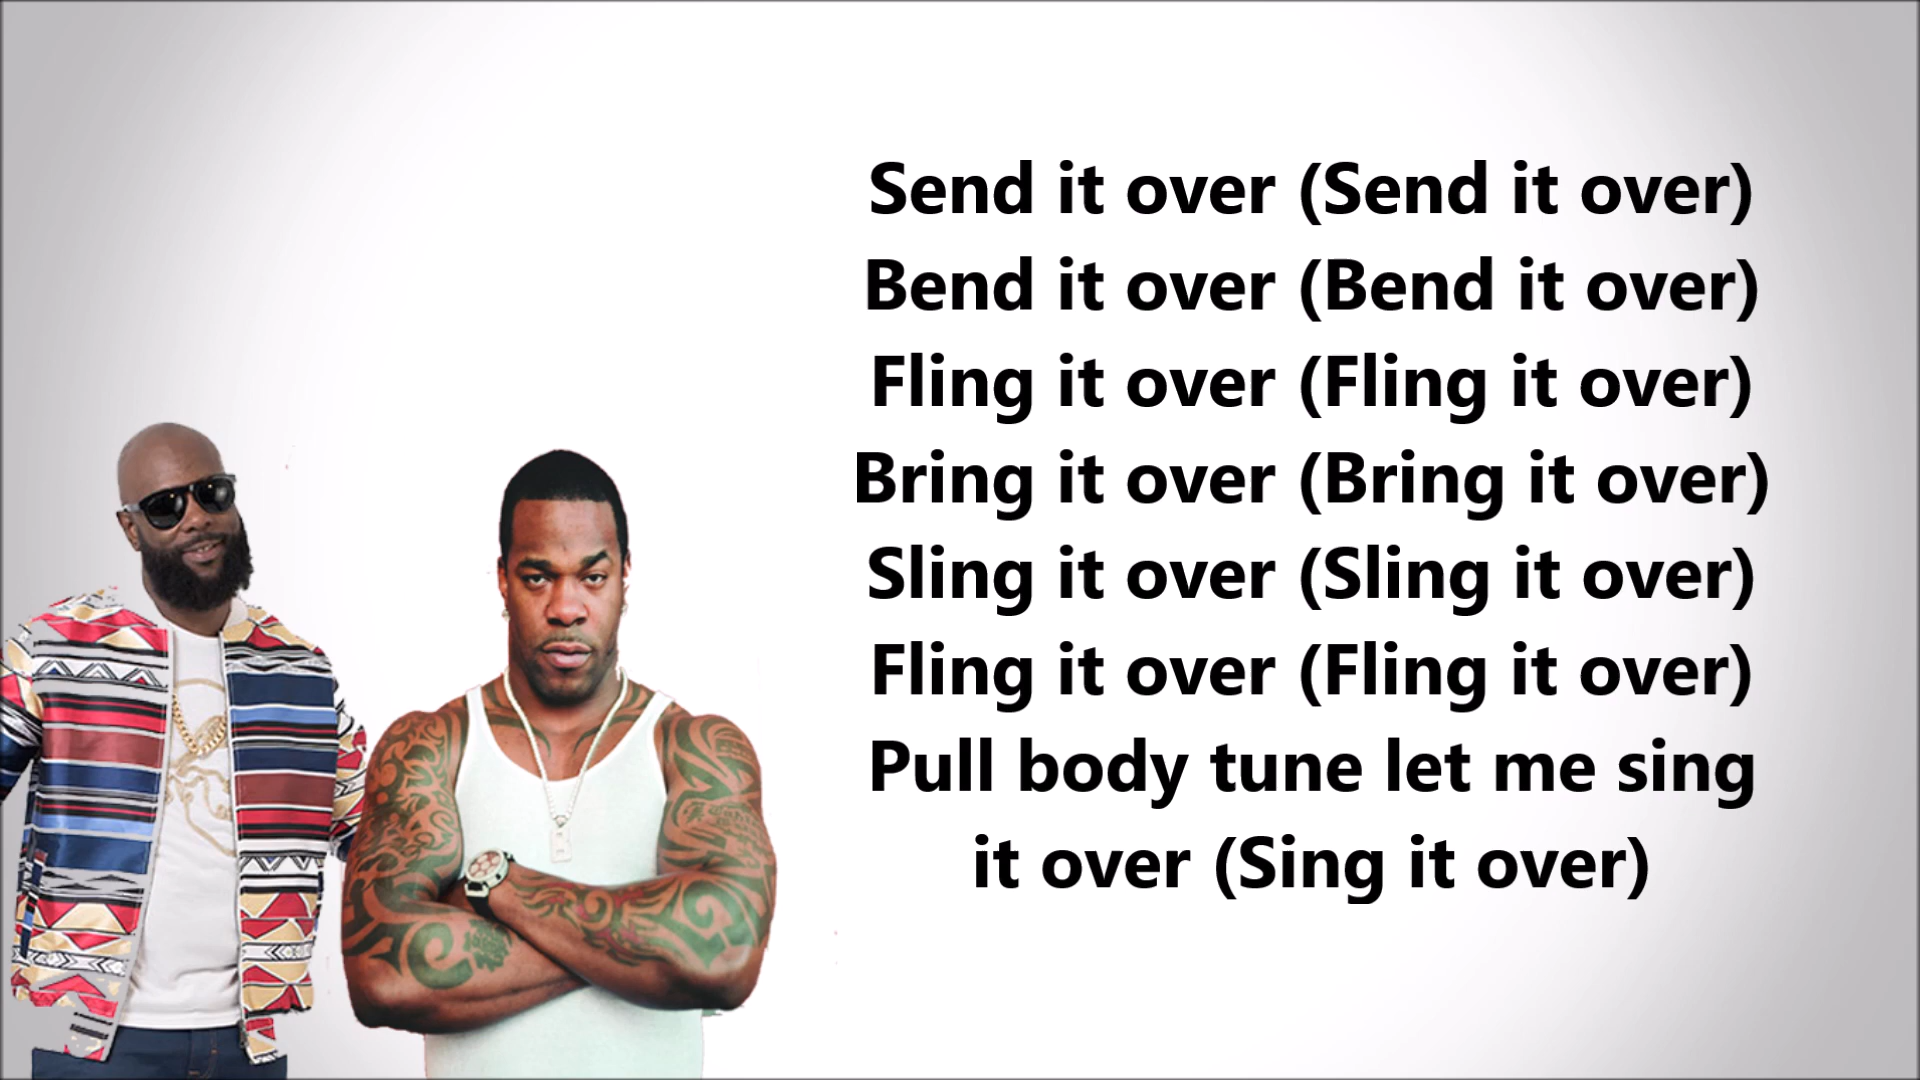 Send it over (Send it over)
Bend it over (Bend it over)
Fling it over (Fling it over)
Bring it over (Bring it over)
Sling it over (Sling it over)
Fling it over (Fling it over)
Pull body tune let me sing
it over (Sing it over)